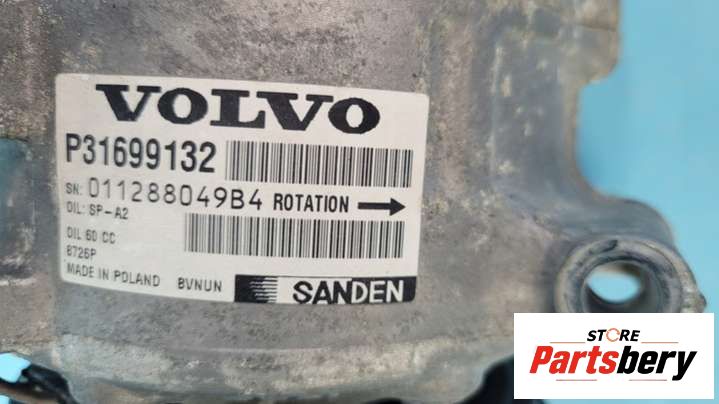 VOLVO
P31699132
SN: 011288049B4 ROTATION
OIL: SP-A2
OIL 60 CC
8726P
MADE IN POLAND BVNUN SANDEN
STORE
Partsbery